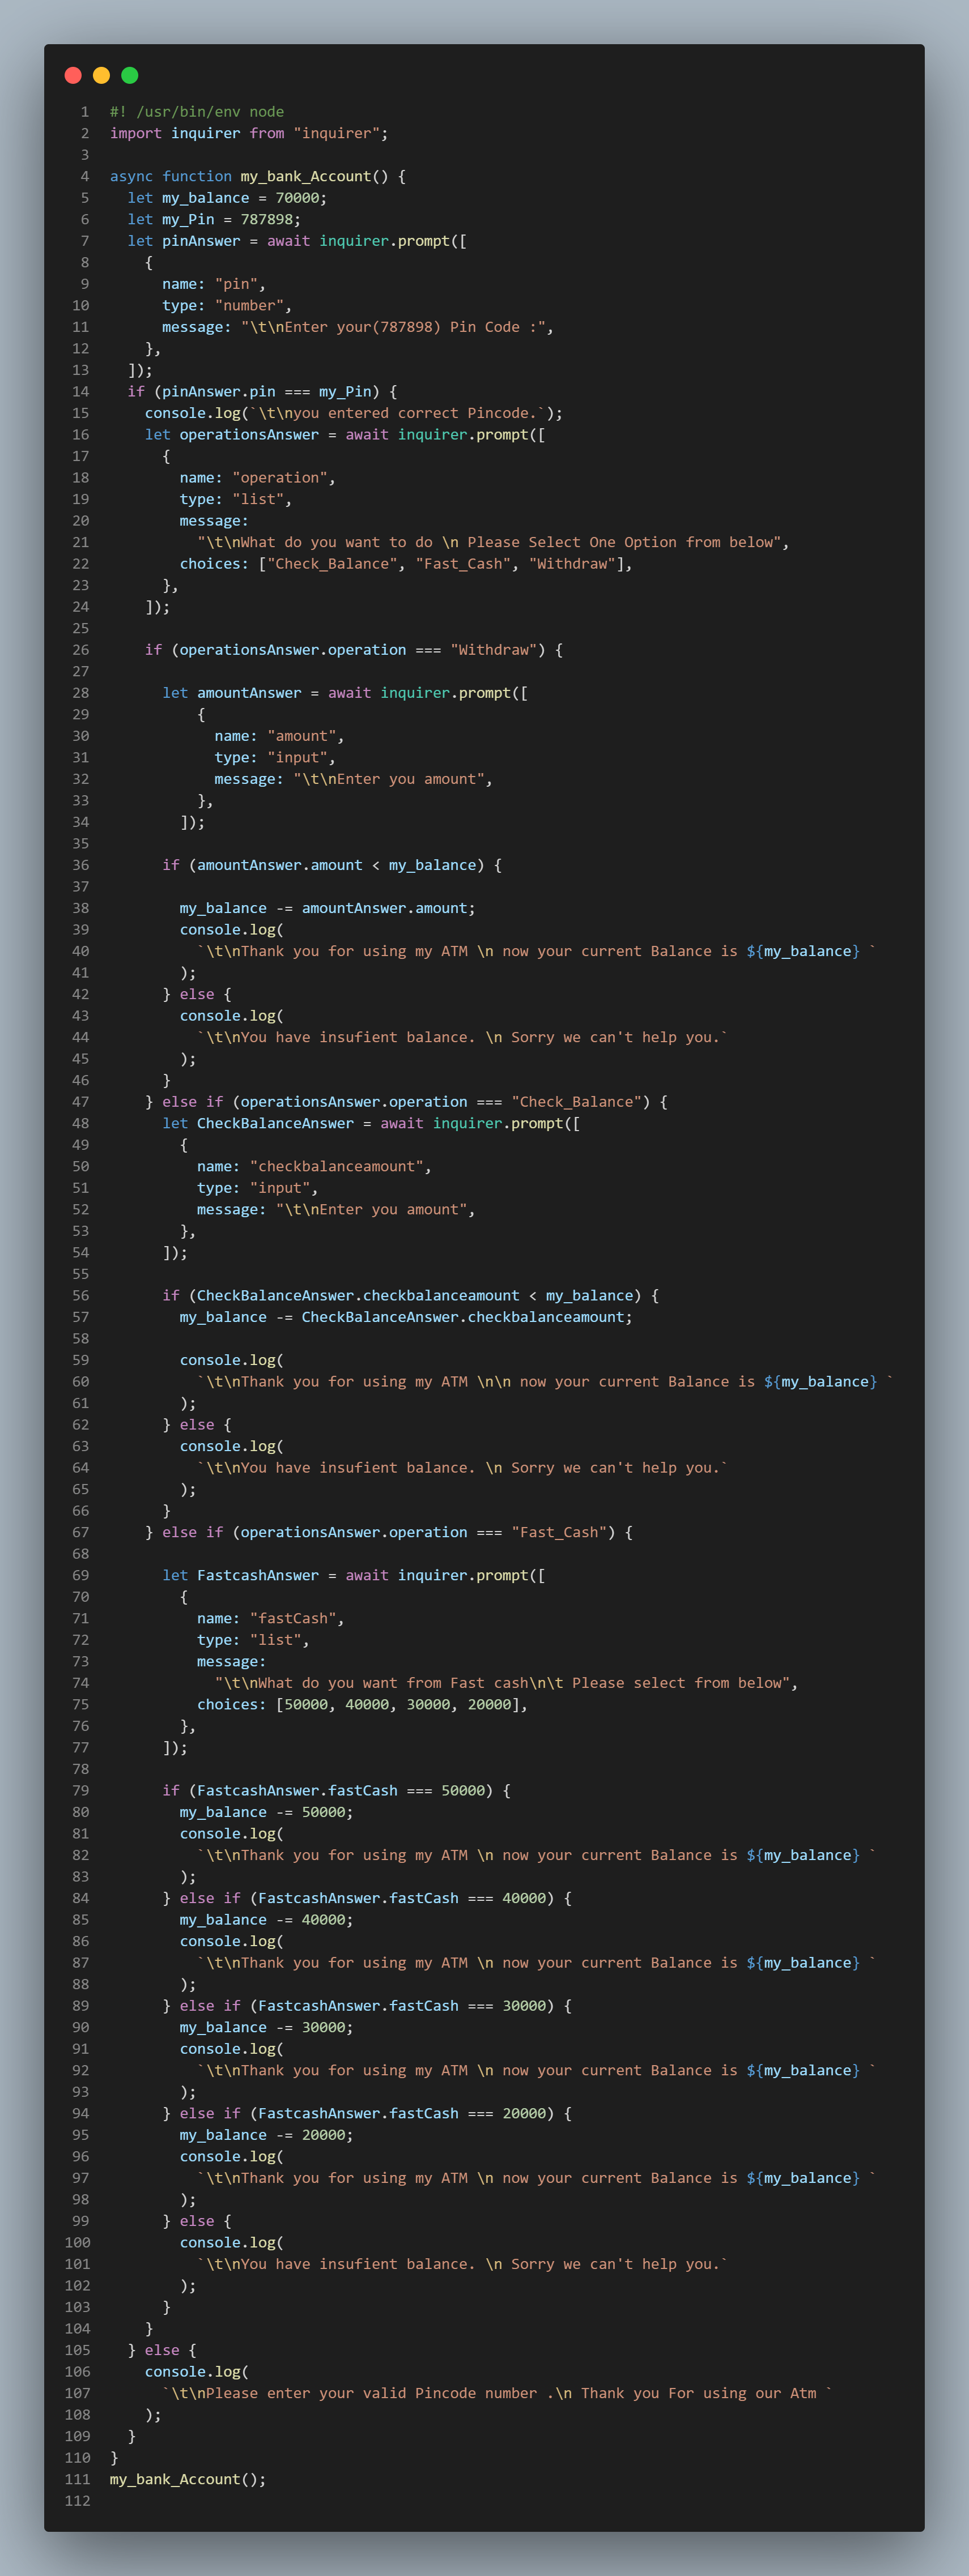 1 #! /usr/bin/env node
2 import inquirer from "inquirer";
3
4 async function my_bank_Account() {
5   let my_balance = 70000;
6   let my_Pin = 787898;
7   let pinAnswer = await inquirer.prompt([
8     {
9       name: "pin",
10       type: "number",
11       message: "\t\nEnter your(787898) Pin Code :",
12     },
13   ]);
14   if (pinAnswer.pin === my_Pin) {
15     console.log(`\t\nyou entered correct Pincode.`);
16     let operationsAnswer = await inquirer.prompt([
17       {
18         name: "operation",
19         type: "list",
20         message:
21           "\t\nWhat do you want to do \n Please Select One Option from below",
22         choices: ["Check_Balance", "Fast_Cash", "Withdraw"],
23       },
24     ]);
25
26     if (operationsAnswer.operation === "Withdraw") {
27
28       let amountAnswer = await inquirer.prompt([
29           {
30             name: "amount",
31             type: "input",
32             message: "\t\nEnter you amount",
33           },
34         ]);
35
36       if (amountAnswer.amount < my_balance) {
37
38         my_balance -= amountAnswer.amount;
39         console.log(
40           `\t\nThank you for using my ATM \n now your current Balance is ${my_balance} `
41         );
42       } else {
43         console.log(
44           `\t\nYou have insufient balance. \n Sorry we can't help you.`
45         );
46       }
47     } else if (operationsAnswer.operation === "Check_Balance") {
48       let CheckBalanceAnswer = await inquirer.prompt([
49         {
50           name: "checkbalanceamount",
51           type: "input",
52           message: "\t\nEnter you amount",
53         },
54       ]);
55
56       if (CheckBalanceAnswer.checkbalanceamount < my_balance) {
57         my_balance -= CheckBalanceAnswer.checkbalanceamount;
58
59         console.log(
60           `\t\nThank you for using my ATM \n\n now your current Balance is ${my_balance} `
61         );
62       } else {
63         console.log(
64           `\t\nYou have insufient balance. \n Sorry we can't help you.`
65         );
66       }
67     } else if (operationsAnswer.operation === "Fast_Cash") {
68
69       let FastcashAnswer = await inquirer.prompt([
70         {
71           name: "fastCash",
72           type: "list",
73           message:
74             "\t\nWhat do you want from Fast cash\n\t Please select from below",
75           choices: [50000, 40000, 30000, 20000],
76         },
77       ]);
78
79       if (FastcashAnswer.fastCash === 50000) {
80         my_balance -= 50000;
81         console.log(
82           `\t\nThank you for using my ATM \n now your current Balance is ${my_balance} `
83         );
84       } else if (FastcashAnswer.fastCash === 40000) {
85         my_balance -= 40000;
86         console.log(
87           `\t\nThank you for using my ATM \n now your current Balance is ${my_balance} `
88         );
89       } else if (FastcashAnswer.fastCash === 30000) {
90         my_balance -= 30000;
91         console.log(
92           `\t\nThank you for using my ATM \n now your current Balance is ${my_balance} `
93         );
94       } else if (FastcashAnswer.fastCash === 20000) {
95         my_balance -= 20000;
96         console.log(
97           `\t\nThank you for using my ATM \n now your current Balance is ${my_balance} `
98         );
99       } else {
100         console.log(
101           `\t\nYou have insufient balance. \n Sorry we can't help you.`
102         );
103       }
104     }
105   } else {
106     console.log(
107       `\t\nPlease enter your valid Pincode number .\n Thank you For using our Atm `
108     );
109   }
110 }
111 my_bank_Account();
112